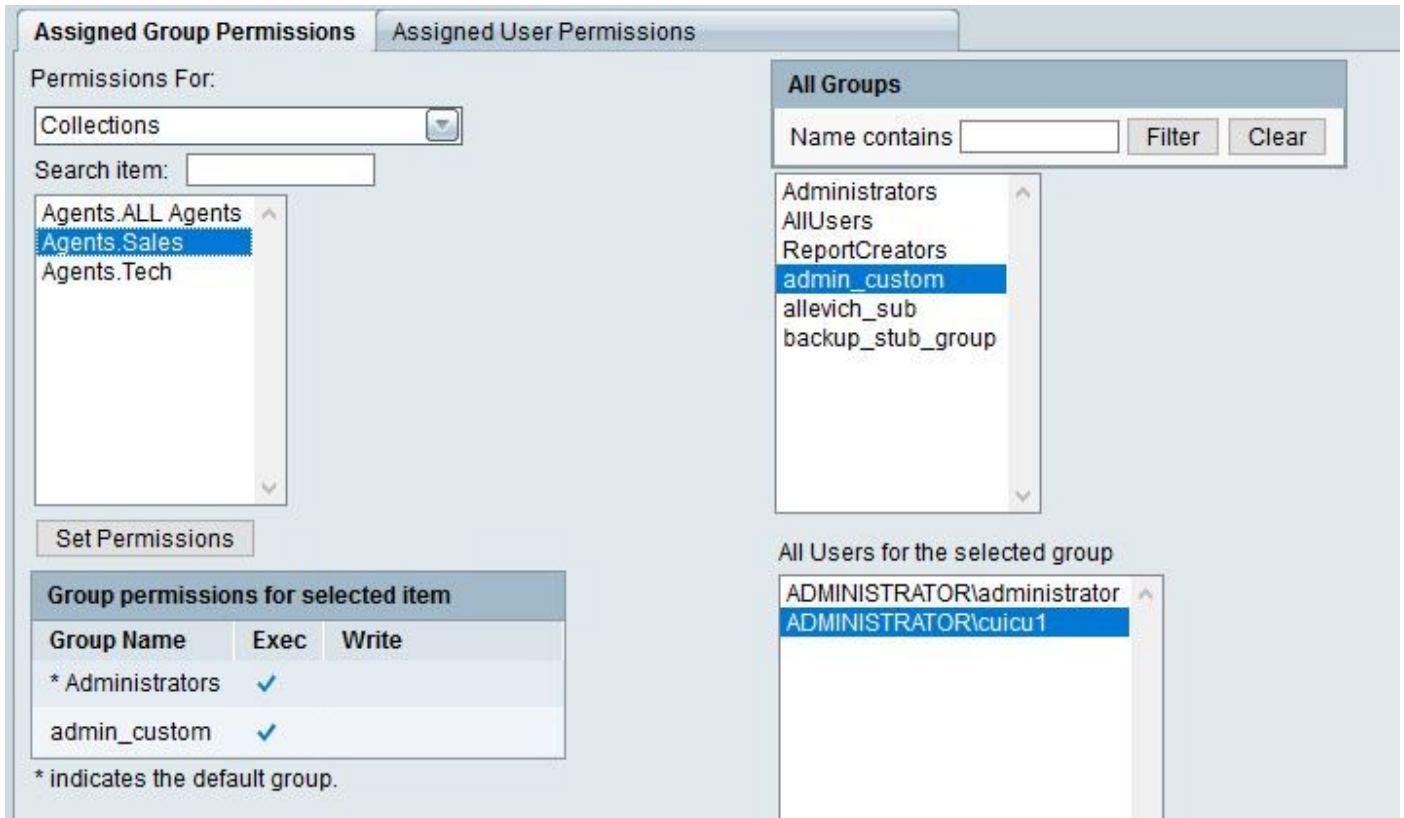 Assigned Group Permissions
Assigned User Permissions
Permissions For:
Collections
Search item:
Agents.ALL Agents
Agents.Sales
Agents.Tech
Set Permissions
Group permissions for selected item
Group Name Exec Write
* Administrators
admin_custom
* indicates the default group.
All Groups
Name contains Filter Clear
Administrators
AllUsers
ReportCreators
admin_custom
allevich_sub
backup_stub_group
All Users for the selected group
ADMINISTRATOR\administrator
ADMINISTRATOR\cuicu1